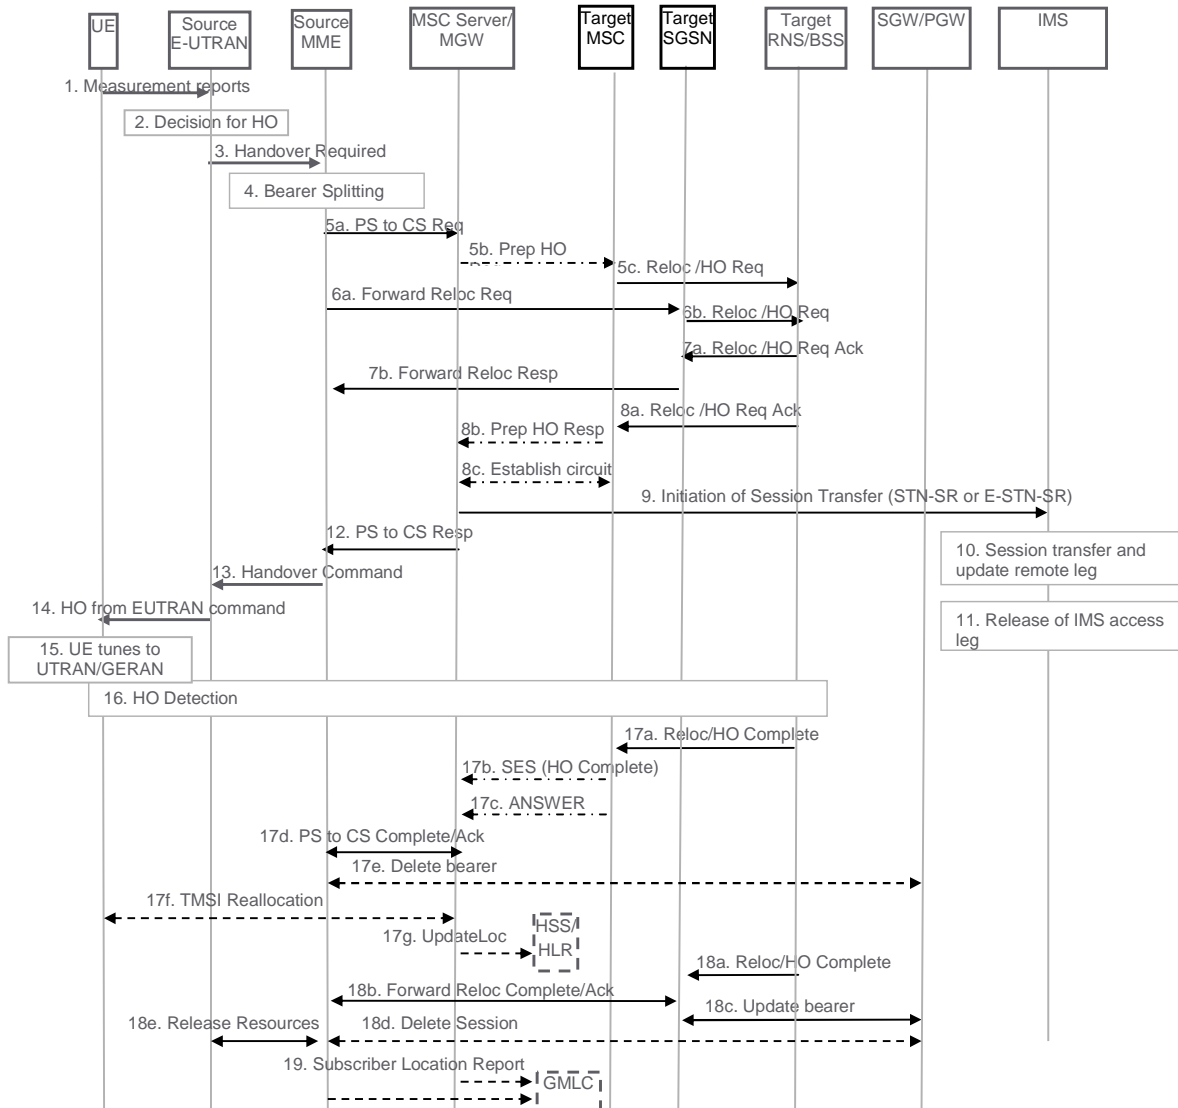 UE
Source
E-UTRAN
Source
MME
MSC Server/
MGW
Target
MSC
Target
SGSN
Target
RNS/BSS
SGW/PGW
IMS
1. Measurement reports
2. Decision for HO
3. Handover Required
4. Bearer Splitting
5a. PS to CS Req
5b. Prep HO
5c. Reloc /HO Req
6a. Forward Reloc Req
6b. Reloc /HO Req
7a. Reloc /HO Req Ack
7b. Forward Reloc Resp
8a. Reloc /HO Req Ack
8b. Prep HO Resp
8c. Establish circuit
9. Initiation of Session Transfer (STN-SR or E-STN-SR)
12. PS to CS Resp
10. Session transfer and
update remote leg
13. Handover Command
14. HO from EUTRAN command
11. Release of IMS access
leg
15. UE tunes to
UTRAN/GERAN
16. HO Detection
17a. Reloc/HO Complete
17b. SES (HO Complete)
17c. ANSWER
17d. PS to CS Complete/Ack
17e. Delete bearer
17f. TMSI Reallocation
HSS/
HLR
17g. UpdateLoc
18a. Reloc/HO Complete
18b. Forward Reloc Complete/Ack
18c. Update bearer
18e. Release Resources
18d. Delete Session
19. Subscriber Location Report
GMLC